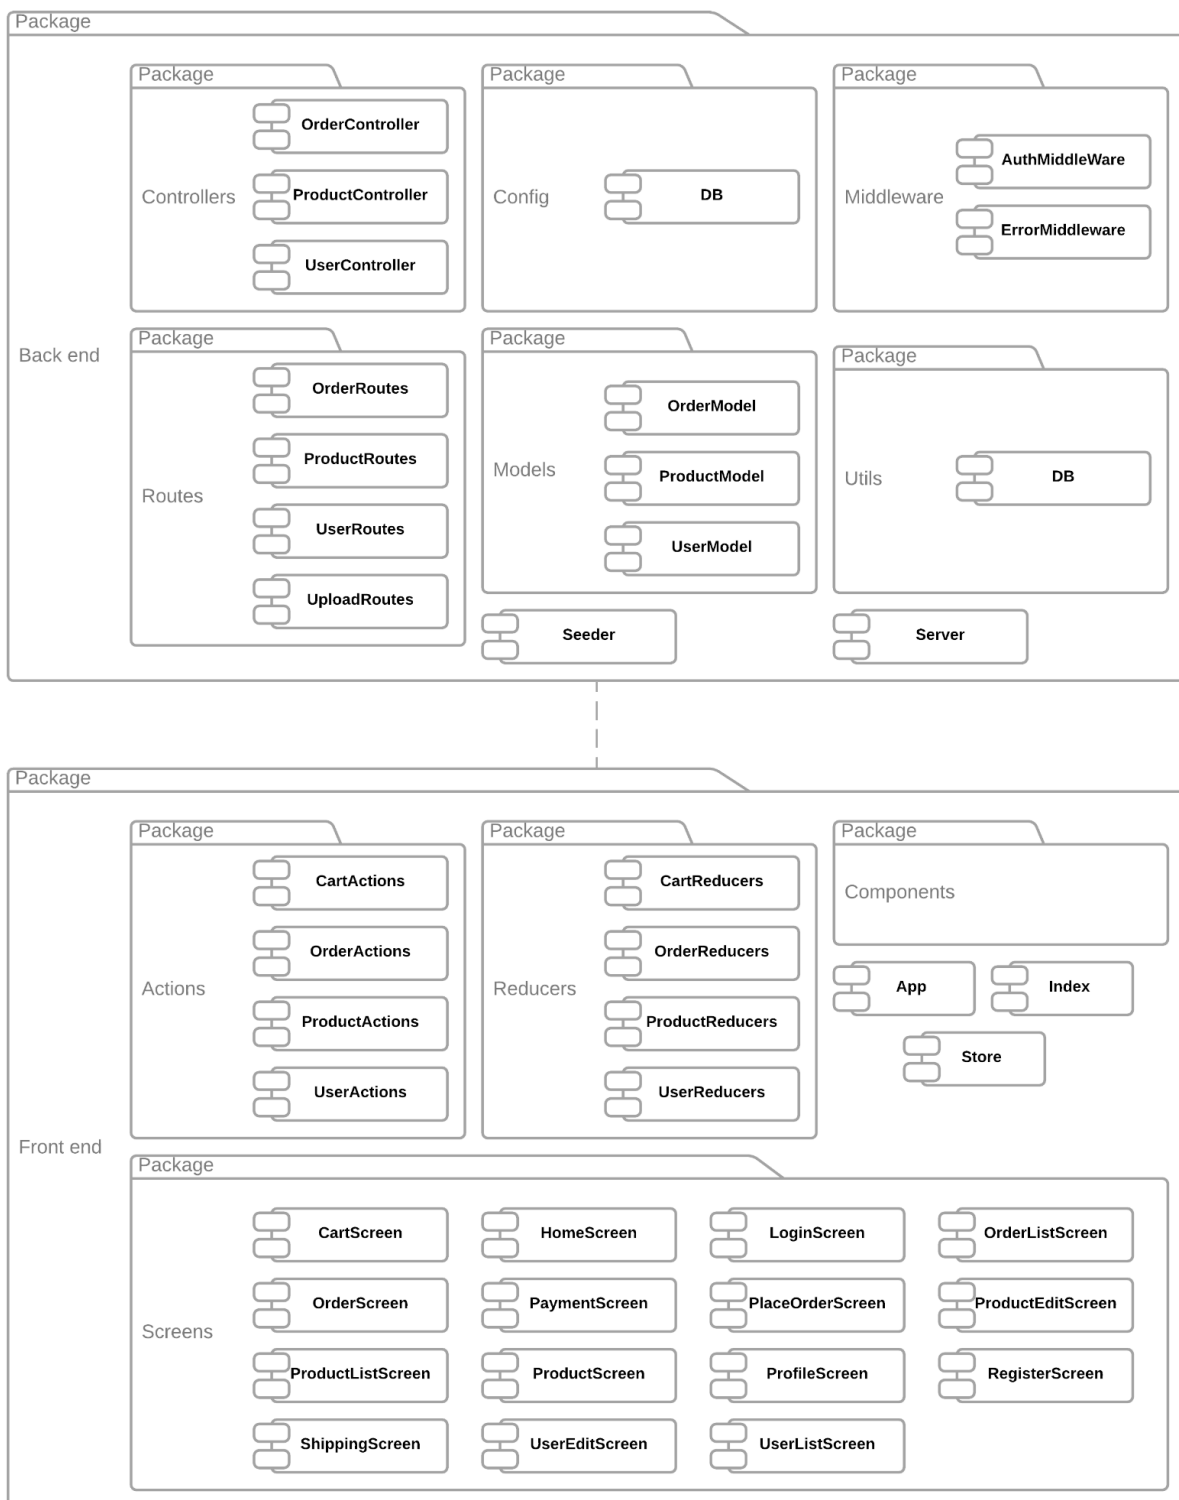 Package
Back end
Package
Controllers
OrderController
ProductController
UserController
Package
Config
DB
Package
Middleware
AuthMiddleWare
ErrorMiddleware
Package
Routes
OrderRoutes
ProductRoutes
UserRoutes
UploadRoutes
Package
Models
OrderModel
ProductModel
UserModel
Package
Utils
DB
Seeder
Server
Package
Front end
Package
Actions
CartActions
OrderActions
ProductActions
UserActions
Package
Reducers
CartReducers
OrderReducers
ProductReducers
UserReducers
Package
Components
App
Index
Store
Package
Screens
CartScreen
HomeScreen
LoginScreen
OrderListScreen
OrderScreen
PaymentScreen
PlaceOrderScreen
ProductEditScreen
ProductListScreen
ProductScreen
ProfileScreen
RegisterScreen
ShippingScreen
UserEditScreen
UserListScreen